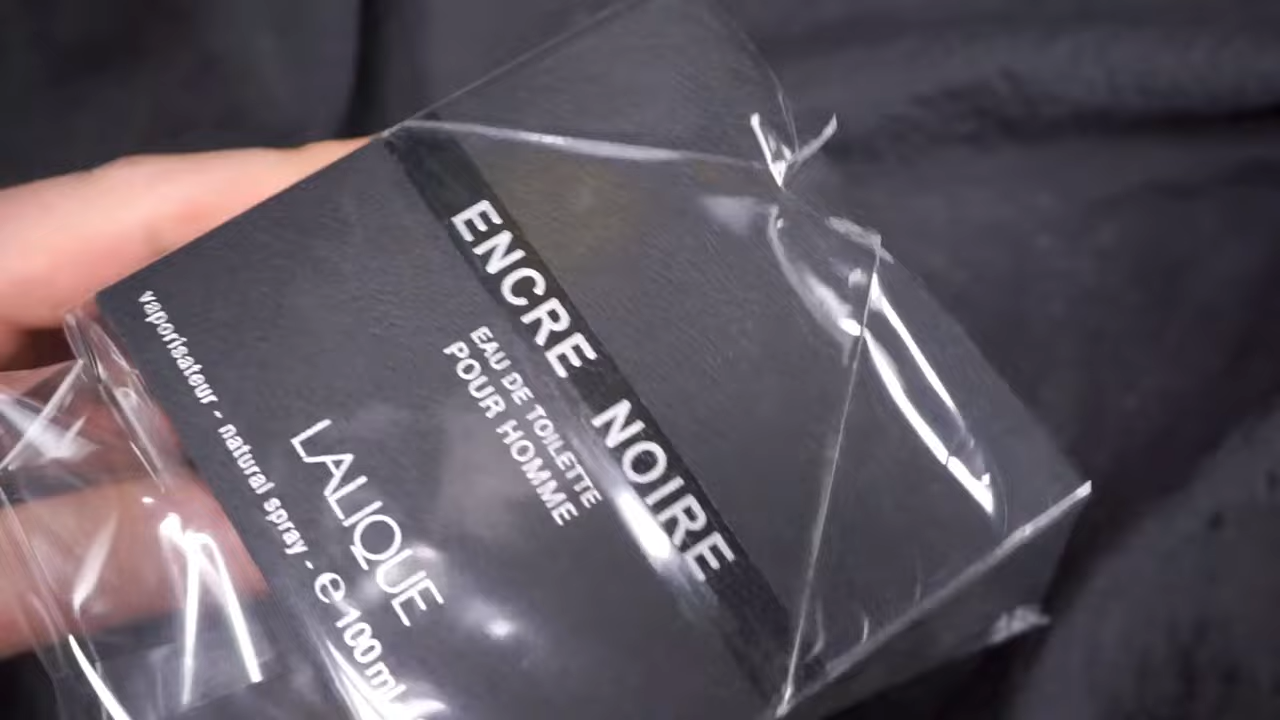 ENCRE NOIRE
EAU DE TOILETTE
POUR HOMME
LALIQUE
vaporisateur - natural spray - ℮100 ml